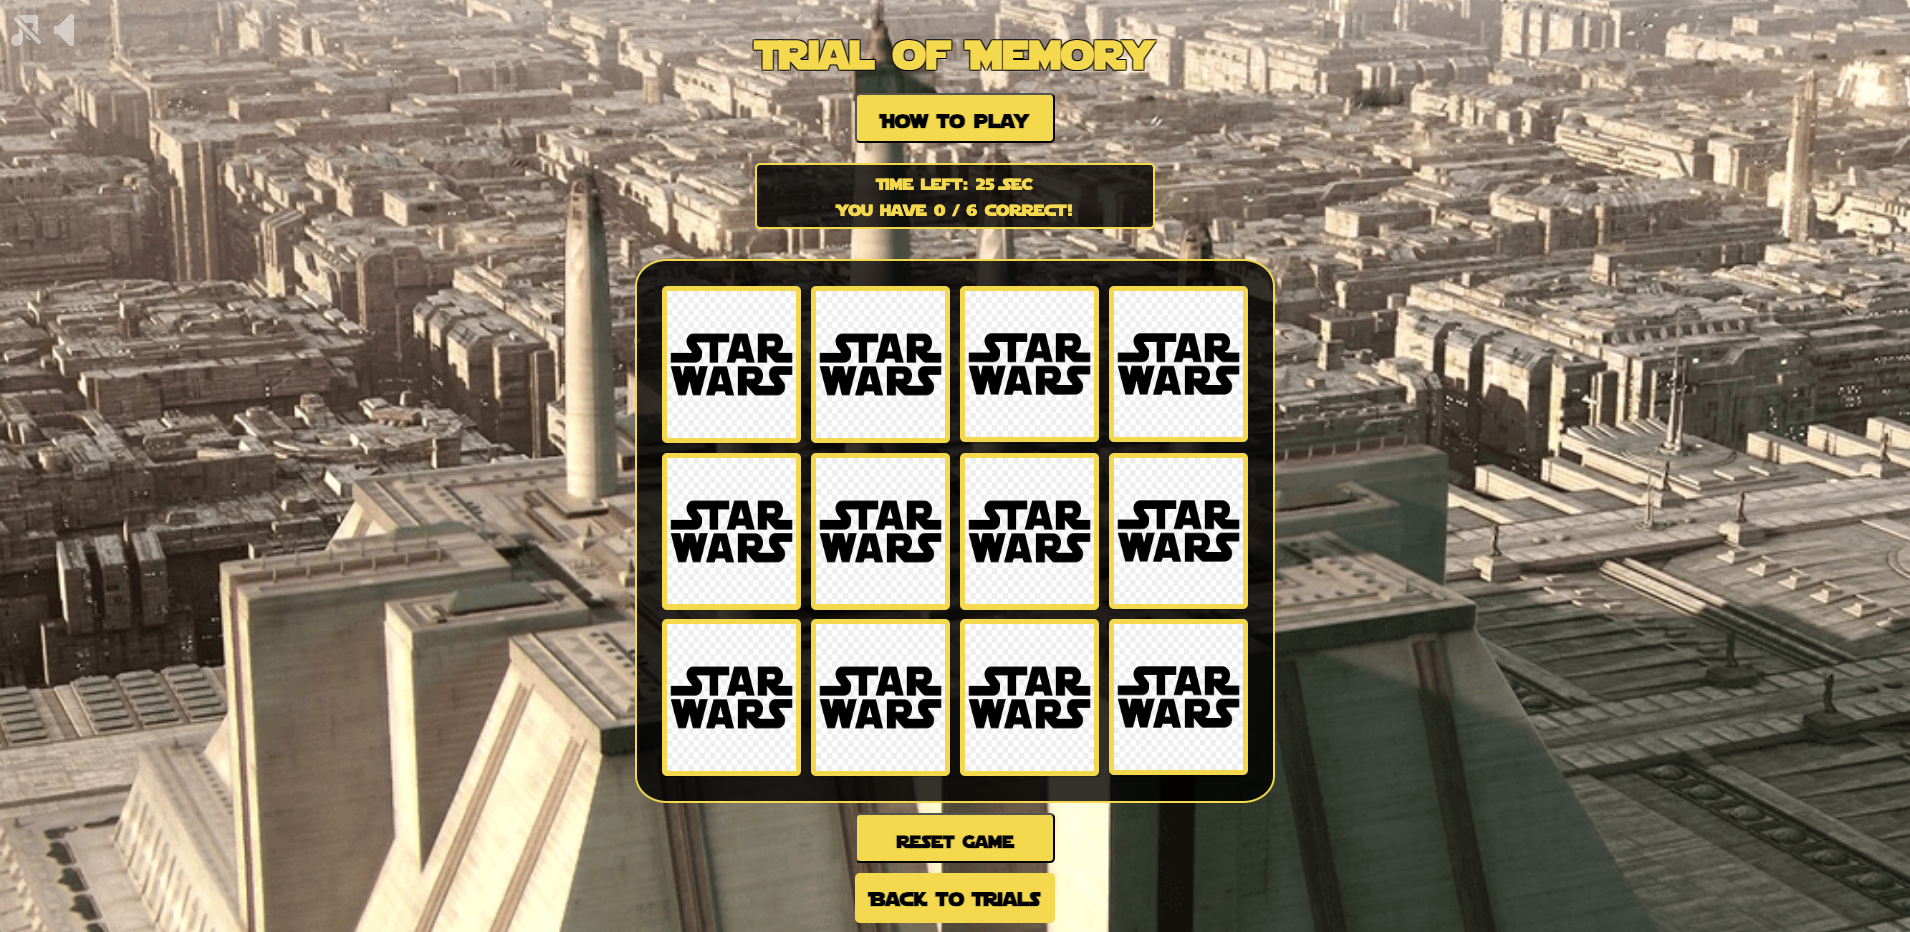 TRIAL OF MEMORY
HOW TO PLAY
TIME LEFT: 25 SEC
YOU HAVE 0 / 6 CORRECT!
STAR WARS STAR WARS STAR WARS STAR WARS
STAR WARS STAR WARS STAR WARS STAR WARS
STAR WARS STAR WARS STAR WARS STAR WARS
RESET GAME
BACK TO TRIALS